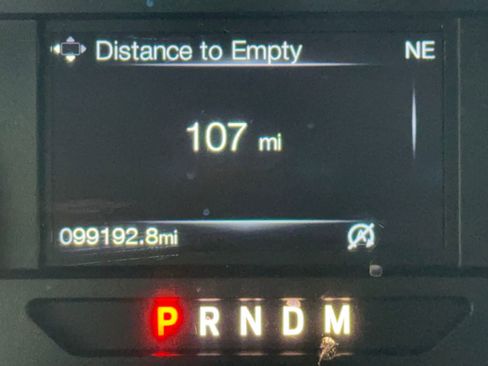 Distance to Empty NE
107 mi
099192.8mi
P R N D M